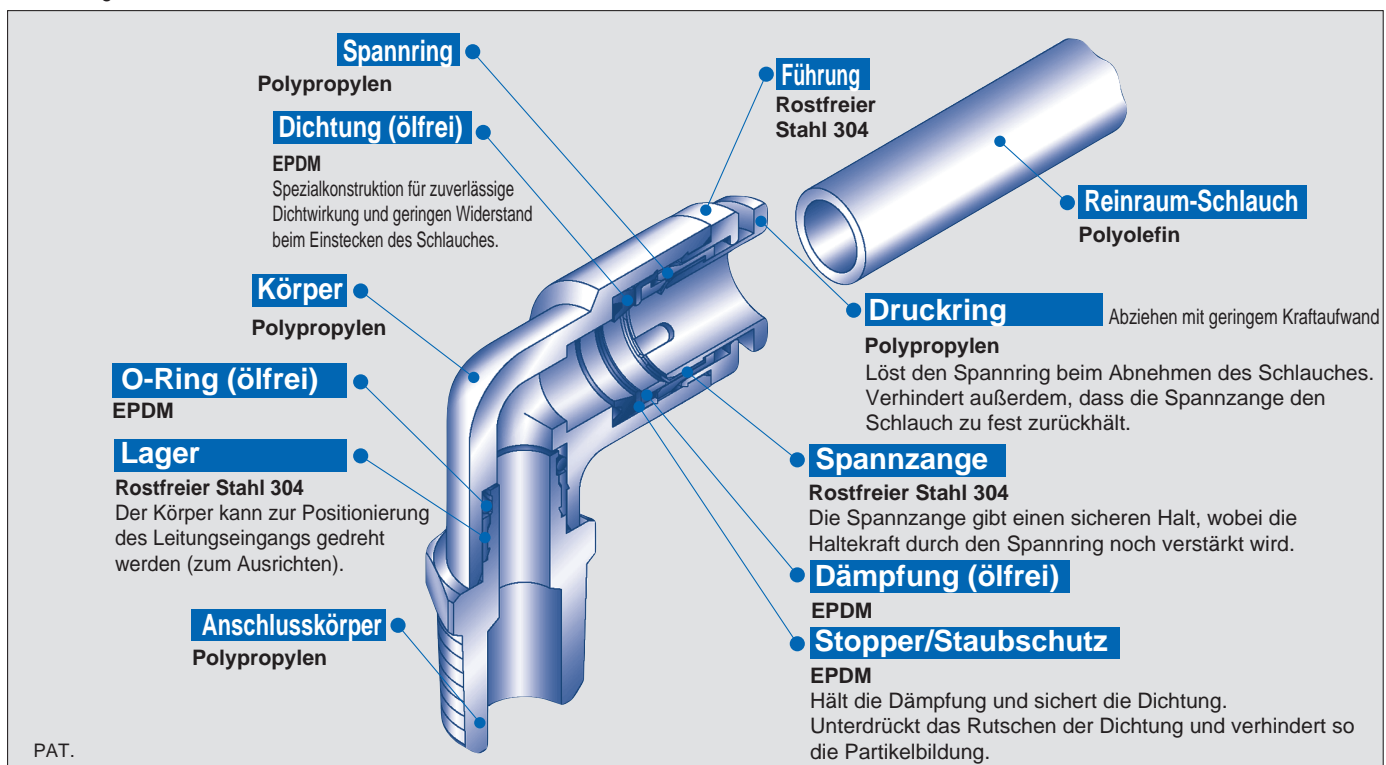 Spannring
Polypropylen
Dichtung (ölfrei)
EPDM
Spezialkonstruktion für zuverlässige
Dichtwirkung und geringen Widerstand
beim Einstecken des Schlauches.
Körper
Polypropylen
O-Ring (ölfrei)
EPDM
Lager
Rostfreier Stahl 304
Der Körper kann zur Positionierung
des Leitungseingangs gedreht
werden (zum Ausrichten).
Anschlusskörper
Polypropylen
PAT.
Führung
Rostfreier
Stahl 304
Reinraum-Schlauch
Polyolefin
Druckring Abziehen mit geringem Kraftaufwand
Polypropylen
Löst den Spannring beim Abnehmen des Schlauches.
Verhindert außerdem, dass die Spannzange den
Schlauch zu fest zurückhält.
Spannzange
Rostfreier Stahl 304
Die Spannzange gibt einen sicheren Halt, wobei die
Haltekraft durch den Spannring noch verstärkt wird.
Dämpfung (ölfrei)
EPDM
Stopper/Staubschutz
EPDM
Hält die Dämpfung und sichert die Dichtung.
Unterdrückt das Rutschen der Dichtung und verhindert so
die Partikelbildung.